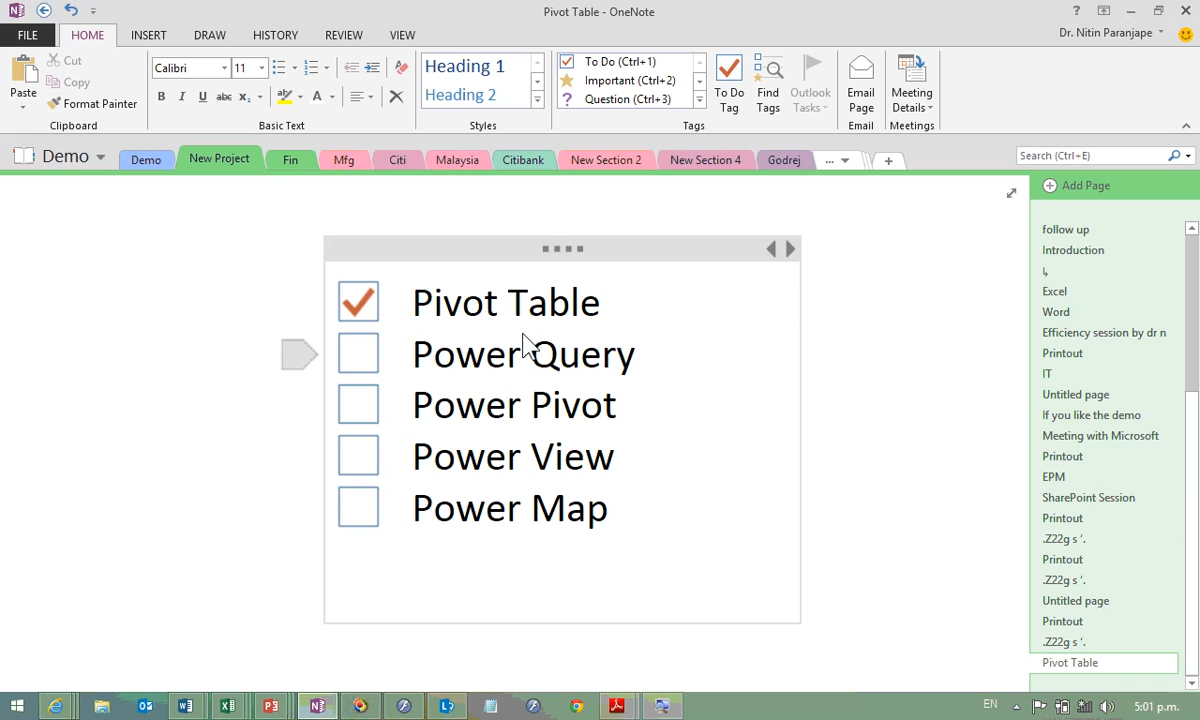 Pivot Table - OneNote
FILE HOME INSERT DRAW HISTORY REVIEW VIEW
Dr. Nitin Paranjape
Paste
Cut
Copy
Format Painter
Clipboard
Calibri 11
B I U abc X₂ A
Basic Text
Heading 1
Heading 2
Styles
To Do (Ctrl+1)
Important (Ctrl+2)
Question (Ctrl+3)
To Do Tag
Find Tags
Outlook Tasks
Tags
Email Page
Email
Meeting Details
Meetings
Demo
Demo New Project Fin Mfg Citi Malaysia Citibank New Section 2 New Section 4 Godrej ... +
Search (Ctrl+E)
Pivot Table
Power Query
Power Pivot
Power View
Power Map
Add Page
follow up
Introduction
Excel
Word
Efficiency session by dr n
Printout
IT
Untitled page
If you like the demo
Meeting with Microsoft
Printout
EPM
SharePoint Session
Printout
.Z22g s '.
Printout
.Z22g s '.
Untitled page
Printout
.Z22g s '.
Pivot Table
EN
5:01 p.m.